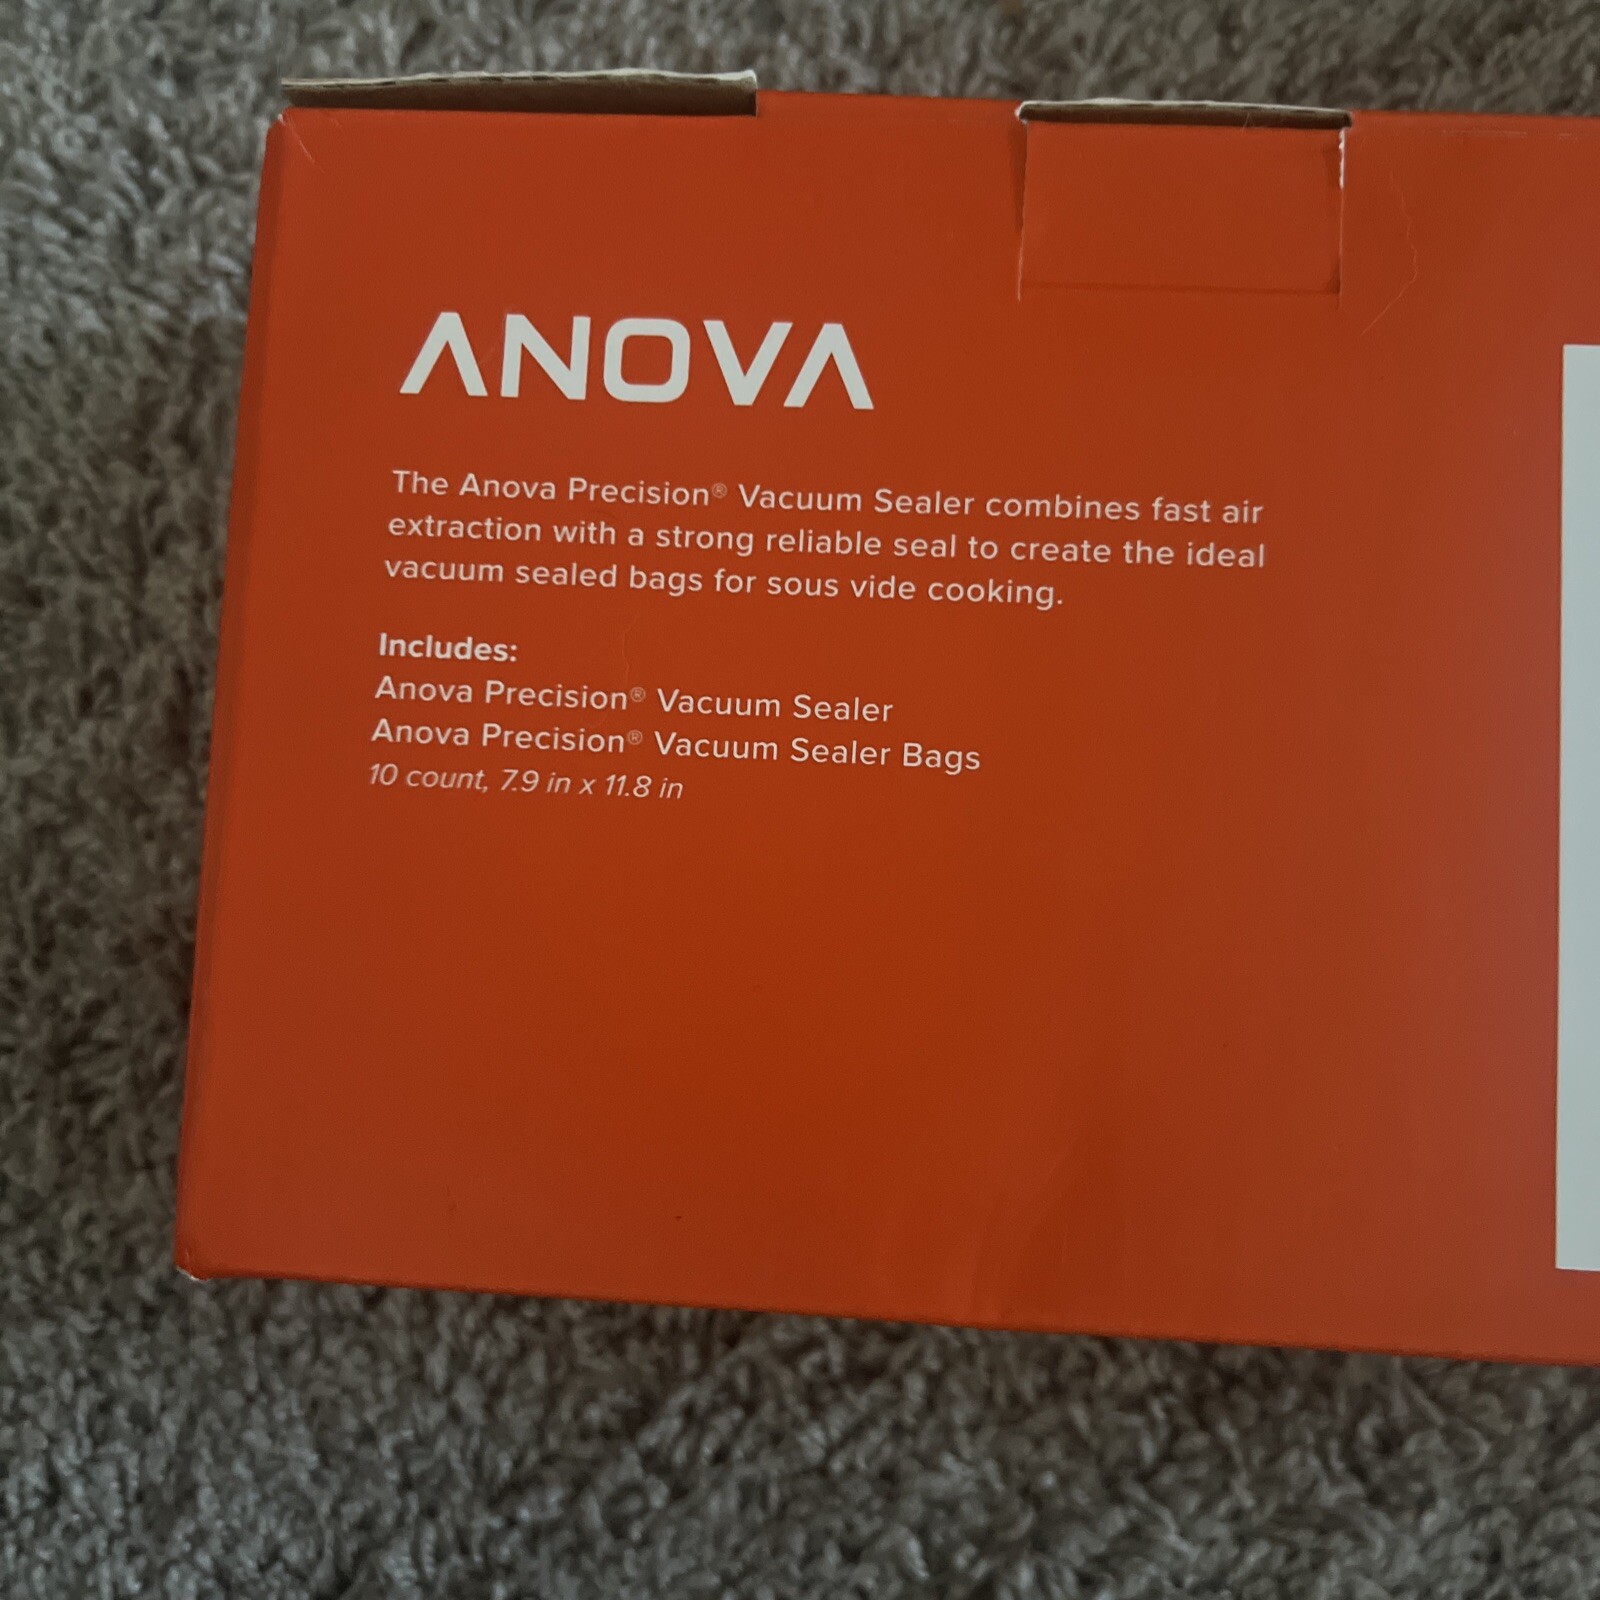 ANOVA
The Anova Precision® Vacuum Sealer combines fast air
extraction with a strong reliable seal to create the ideal
vacuum sealed bags for sous vide cooking.
Includes:
Anova Precision® Vacuum Sealer
Anova Precision® Vacuum Sealer Bags
10 count, 7.9 in x 11.8 in